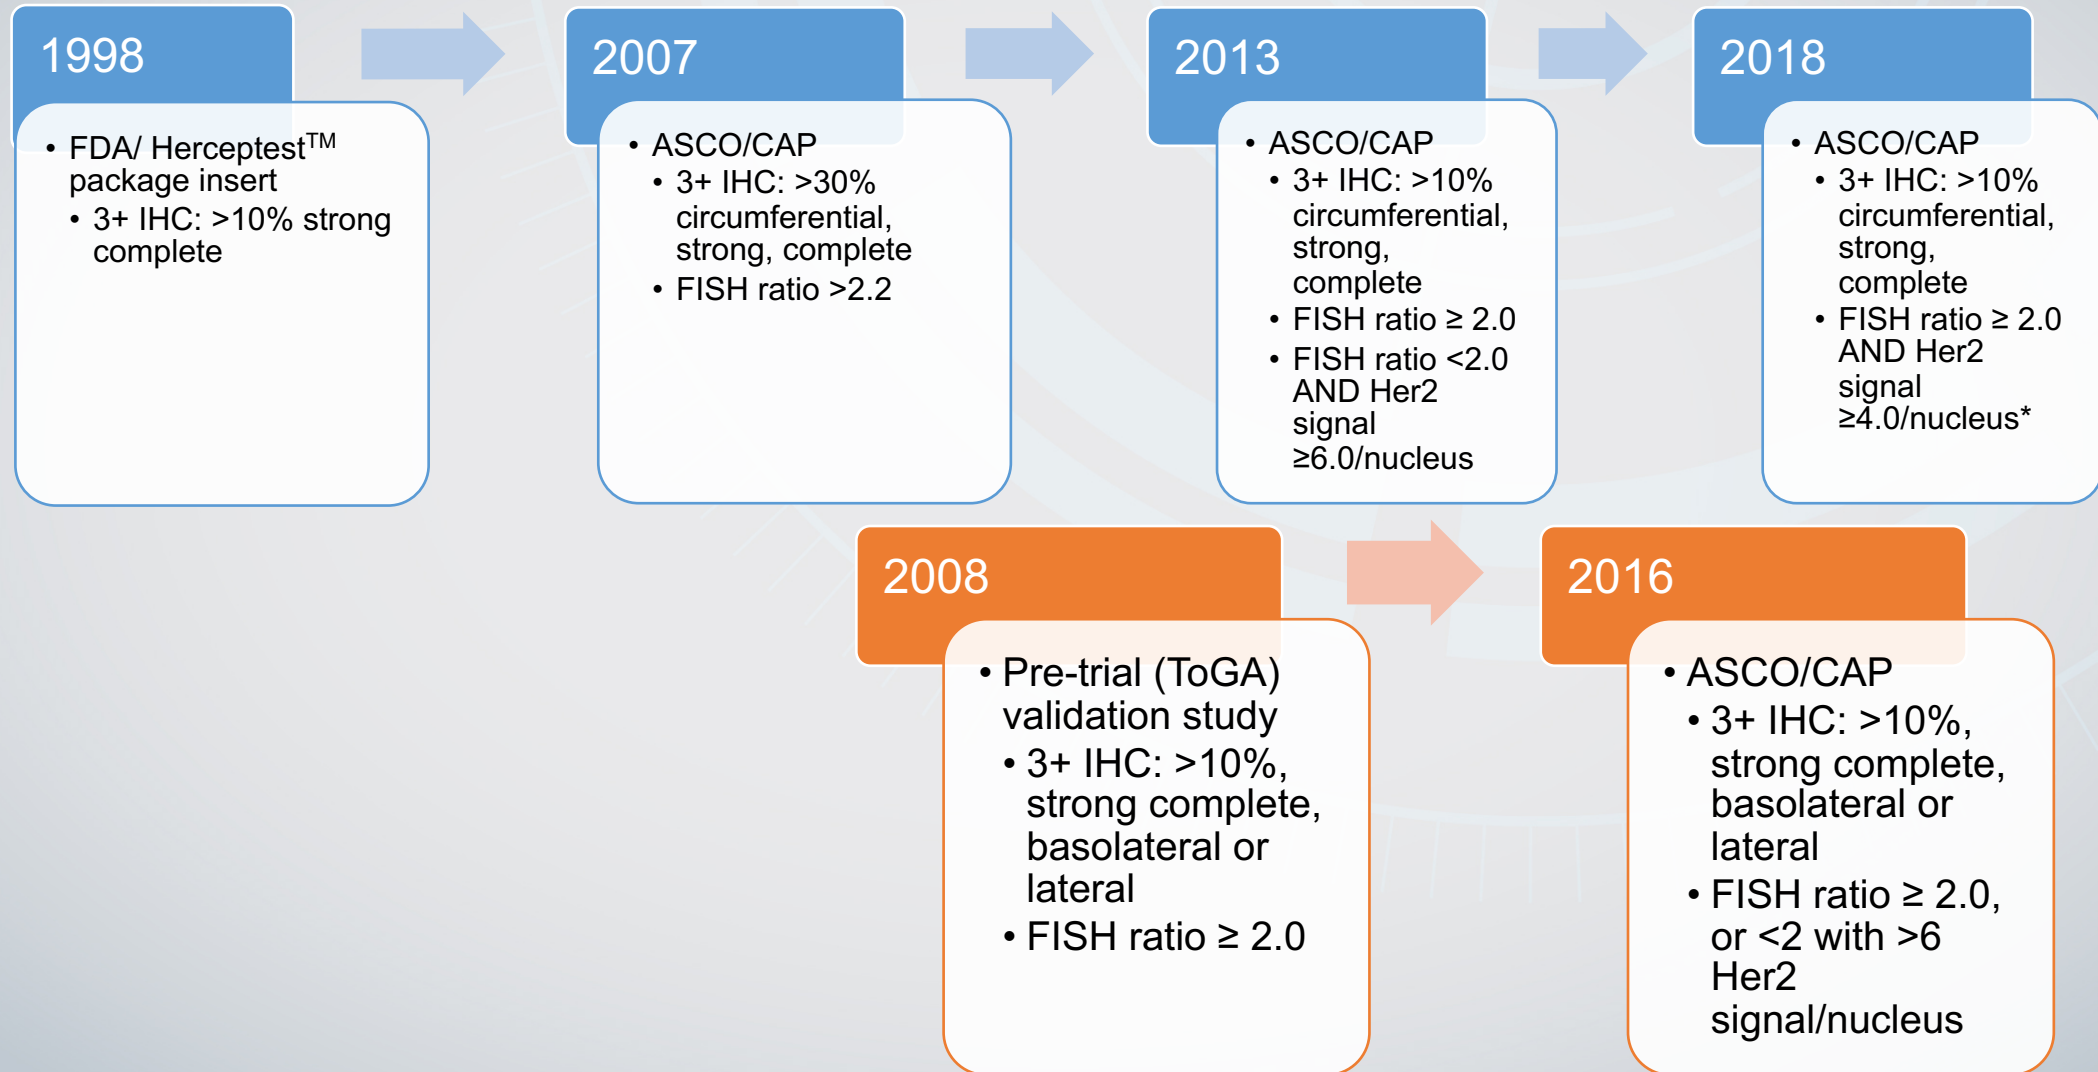 1998
• FDA/ Herceptest™
package insert
• 3+ IHC: >10% strong
complete
2007
• ASCO/CAP
• 3+ IHC: >30%
circumferential,
strong, complete
• FISH ratio >2.2
2013
• ASCO/CAP
• 3+ IHC: >10%
circumferential,
strong,
complete
• FISH ratio ≥ 2.0
• FISH ratio <2.0
AND Her2
signal
≥6.0/nucleus
2018
• ASCO/CAP
• 3+ IHC: >10%
circumferential,
strong,
complete
• FISH ratio ≥ 2.0
AND Her2
signal
≥4.0/nucleus*
2008
• Pre-trial (ToGA)
validation study
• 3+ IHC: >10%,
strong complete,
basolateral or
lateral
• FISH ratio ≥ 2.0
2016
• ASCO/CAP
• 3+ IHC: >10%,
strong complete,
basolateral or
lateral
• FISH ratio ≥ 2.0,
or <2 with >6
Her2
signal/nucleus